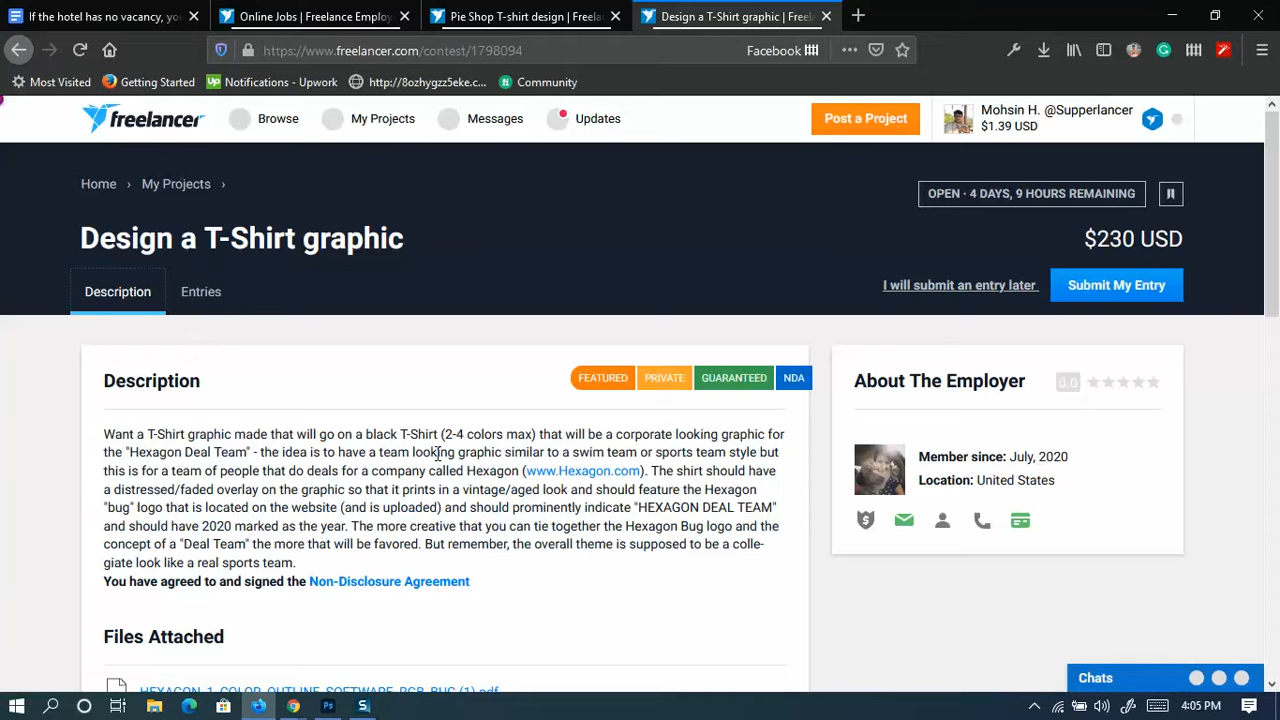 If the hotel has no vacancy, yo
Online Jobs | Freelance Employ
Pie Shop T-shirt design | Freela
Design a T-Shirt graphic | Freel
https://www.freelancer.com/contest/1798094
Facebook
Most Visited
Getting Started
Up Notifications - Upwork
http://8ozhygzz5eke.c...
fi Community
freelancer
Browse
My Projects
Messages
Updates
Post a Project
Mohsin H. @Supperlancer
$1.39 USD
Home › My Projects ›
OPEN · 4 DAYS, 9 HOURS REMAINING
Design a T-Shirt graphic
$230 USD
Description
Entries
I will submit an entry later
Submit My Entry
Description
FEATURED PRIVATE GUARANTEED NDA
About The Employer
0.0
Want a T-Shirt graphic made that will go on a black T-Shirt (2-4 colors max) that will be a corporate looking graphic for
the "Hexagon Deal Team" - the idea is to have a team looking graphic similar to a swim team or sports team style but
this is for a team of people that do deals for a company called Hexagon (www.Hexagon.com). The shirt should have
a distressed/faded overlay on the graphic so that it prints in a vintage/aged look and should feature the Hexagon
"bug" logo that is located on the website (and is uploaded) and should prominently indicate "HEXAGON DEAL TEAM"
and should have 2020 marked as the year. The more creative that you can tie together the Hexagon Bug logo and the
concept of a "Deal Team" the more that will be favored. But remember, the overall theme is supposed to be a colle-
giate look like a real sports team.
You have agreed to and signed the Non-Disclosure Agreement
Member since: July, 2020
Location: United States
Files Attached
HEXAGON_1_COLOR_OUTLINE_SOFTWARE_RGB_BUG (1).pdf
Chats
Ps
S
4:05 PM